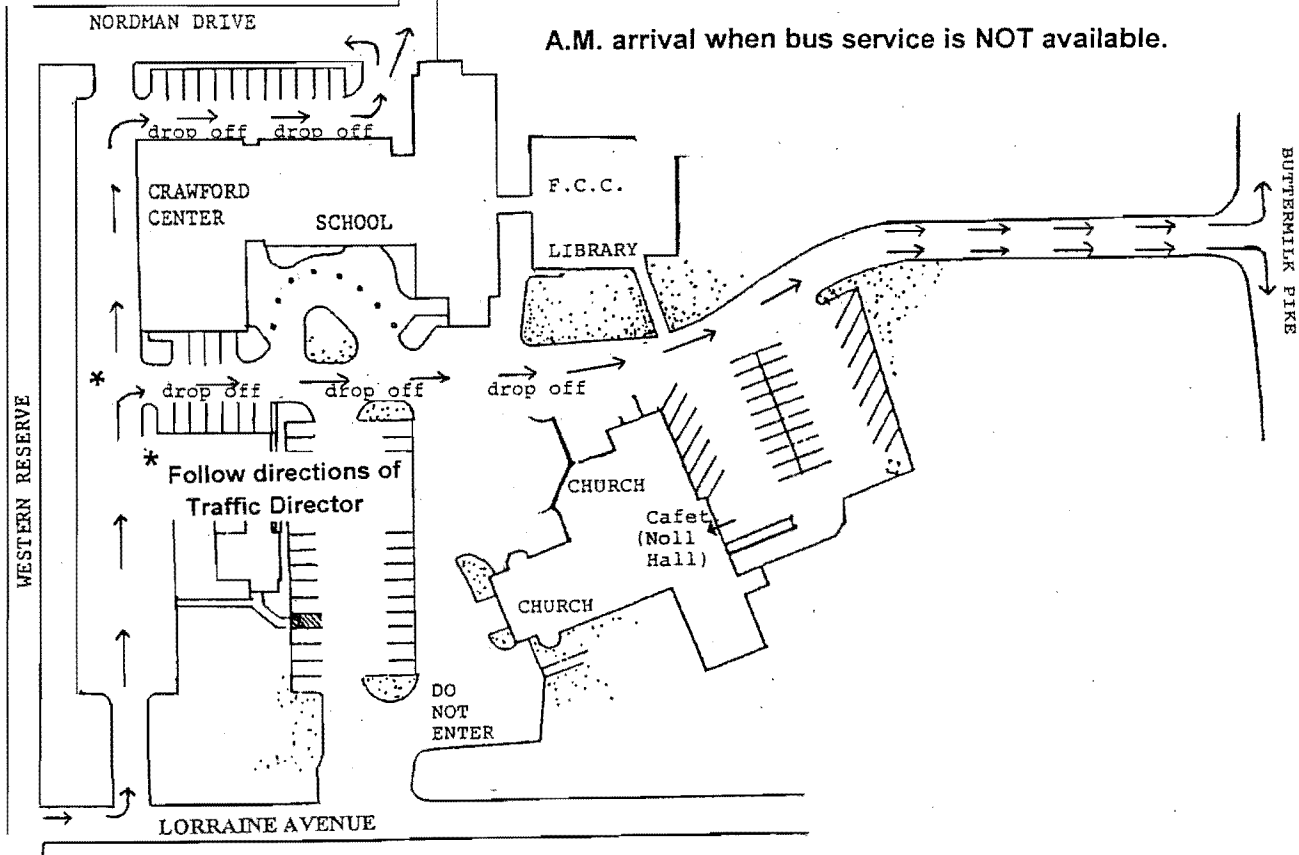 NORDMAN DRIVE
A.M. arrival when bus service is NOT available.
drop off drop off
CRAWFORD
CENTER
SCHOOL
F.C.C.
LIBRARY
BUTTERMILK PIKE
* drop off drop off drop off
WESTERN RESERVE
* Follow directions of
Traffic Director
CHURCH
Cafet
(Noll
Hall)
CHURCH
DO
NOT
ENTER
LORRAINE AVENUE